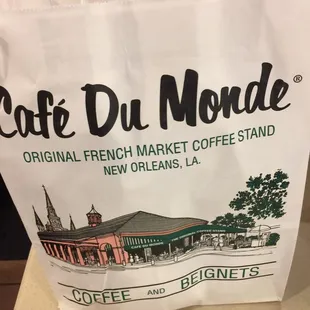 Café Du Monde®
ORIGINAL FRENCH MARKET COFFEE STAND
NEW ORLEANS, LA.
COFFEE AND BEIGNETS